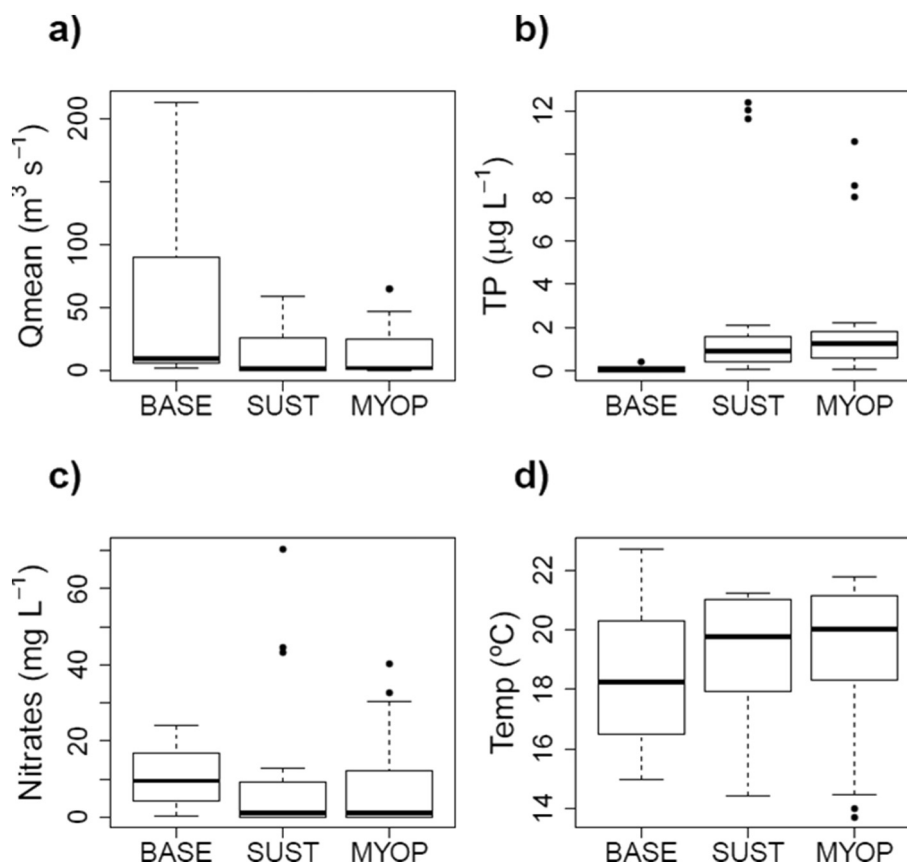 a)
Qmean (m³ s⁻¹)
200
100
50
0
BASE SUST MYOP
b)
TP (µg L⁻¹)
12
10
8
6
4
2
0
BASE SUST MYOP
c)
Nitrates (mg L⁻¹)
60
40
20
0
BASE SUST MYOP
d)
Temp (ºC)
22
20
18
16
14
BASE SUST MYOP